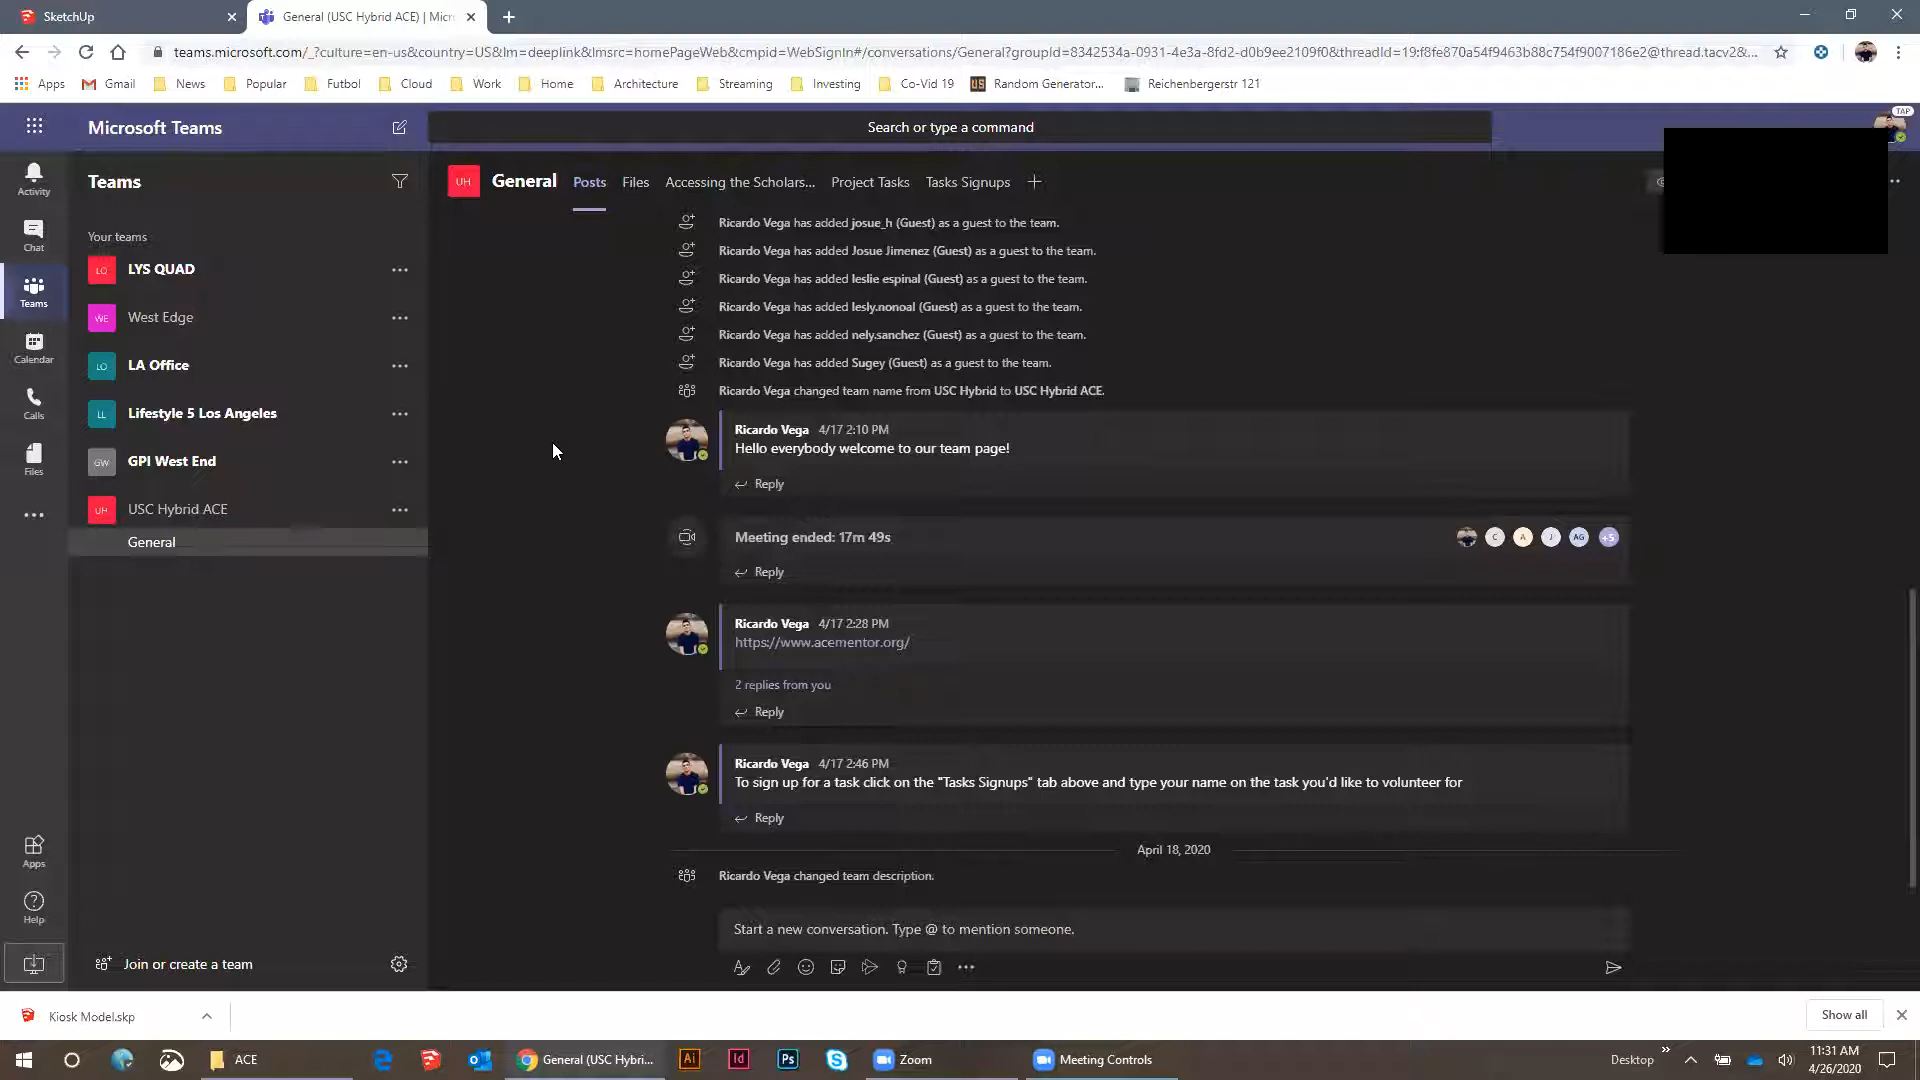 SketchUp
General (USC Hybrid ACE) | Micr
teams.microsoft.com/_?culture=en-us&country=US&lm=deeplink&lmsrc=homePageWeb&cmpid=WebSignIn#/conversations/General?groupId=8342534a-0931-4e3a-8fd2-d0b9ee2109f0&threadId=19:f8fe870a54f9463b88c754f9007186e2@thread.tacv2&...
Apps Gmail News Popular Futbol Cloud Work Home Architecture Streaming Investing Co-Vid 19 Random Generator... Reichenbergerstr 121
Microsoft Teams
Search or type a command
TAP
Activity
Chat
Teams
Calendar
Calls
Files
Apps
Help
Teams
Your teams
LO LYS QUAD
WE West Edge
LO LA Office
LL Lifestyle 5 Los Angeles
GW GPI West End
UH USC Hybrid ACE
General
Join or create a team
UH General Posts Files Accessing the Scholars... Project Tasks Tasks Signups
Ricardo Vega has added josue_h (Guest) as a guest to the team.
Ricardo Vega has added Josue Jimenez (Guest) as a guest to the team.
Ricardo Vega has added leslie espinal (Guest) as a guest to the team.
Ricardo Vega has added lesly.nonoal (Guest) as a guest to the team.
Ricardo Vega has added nely.sanchez (Guest) as a guest to the team.
Ricardo Vega has added Sugey (Guest) as a guest to the team.
Ricardo Vega changed team name from USC Hybrid to USC Hybrid ACE.
Ricardo Vega 4/17 2:10 PM
Hello everybody welcome to our team page!
Reply
Meeting ended: 17m 49s
C A J AG +5
Reply
Ricardo Vega 4/17 2:28 PM
https://www.acementor.org/
2 replies from you
Reply
Ricardo Vega 4/17 2:46 PM
To sign up for a task click on the "Tasks Signups" tab above and type your name on the task you'd like to volunteer for
Reply
April 18, 2020
Ricardo Vega changed team description.
Start a new conversation. Type @ to mention someone.
Kiosk Model.skp
Show all
ACE
General (USC Hybri...
Ai
Id
Ps
Zoom
Meeting Controls
Desktop
11:31 AM
4/26/2020